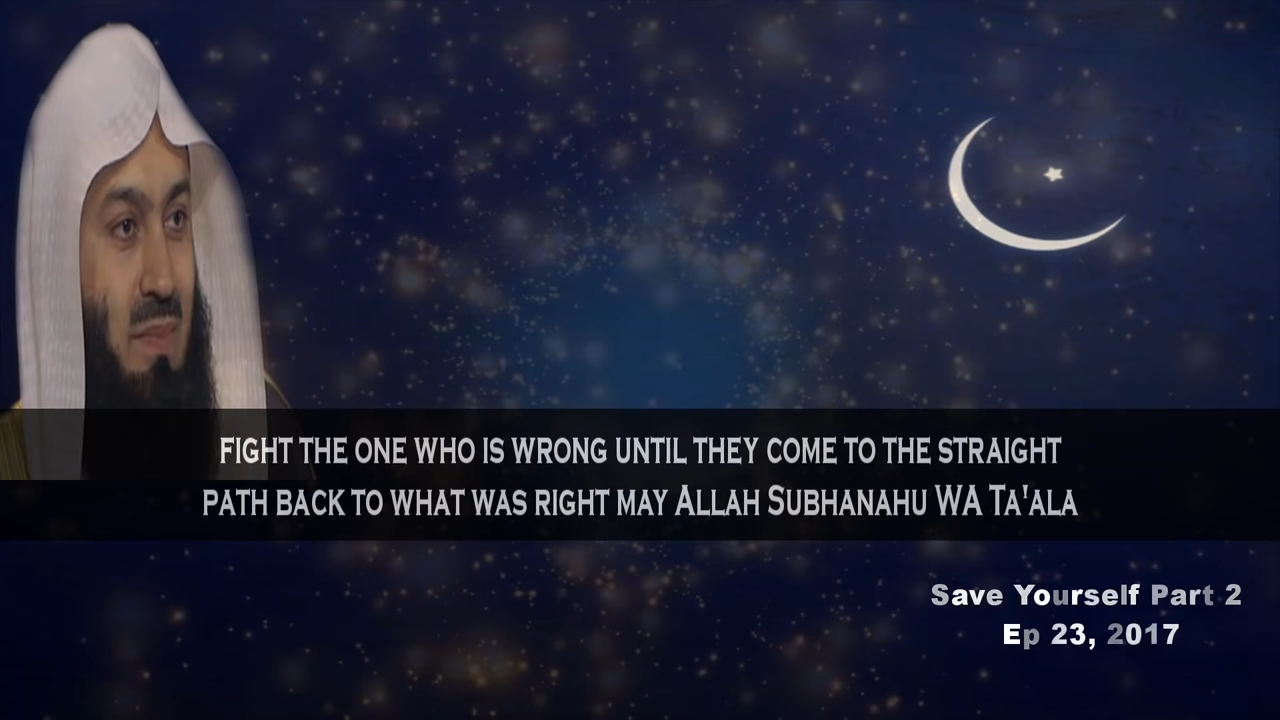 FIGHT THE ONE WHO IS WRONG UNTIL THEY COME TO THE STRAIGHT
PATH BACK TO WHAT WAS RIGHT MAY ALLAH SUBHANAHU WA TA'ALA
Save Yourself Part 2
Ep 23, 2017